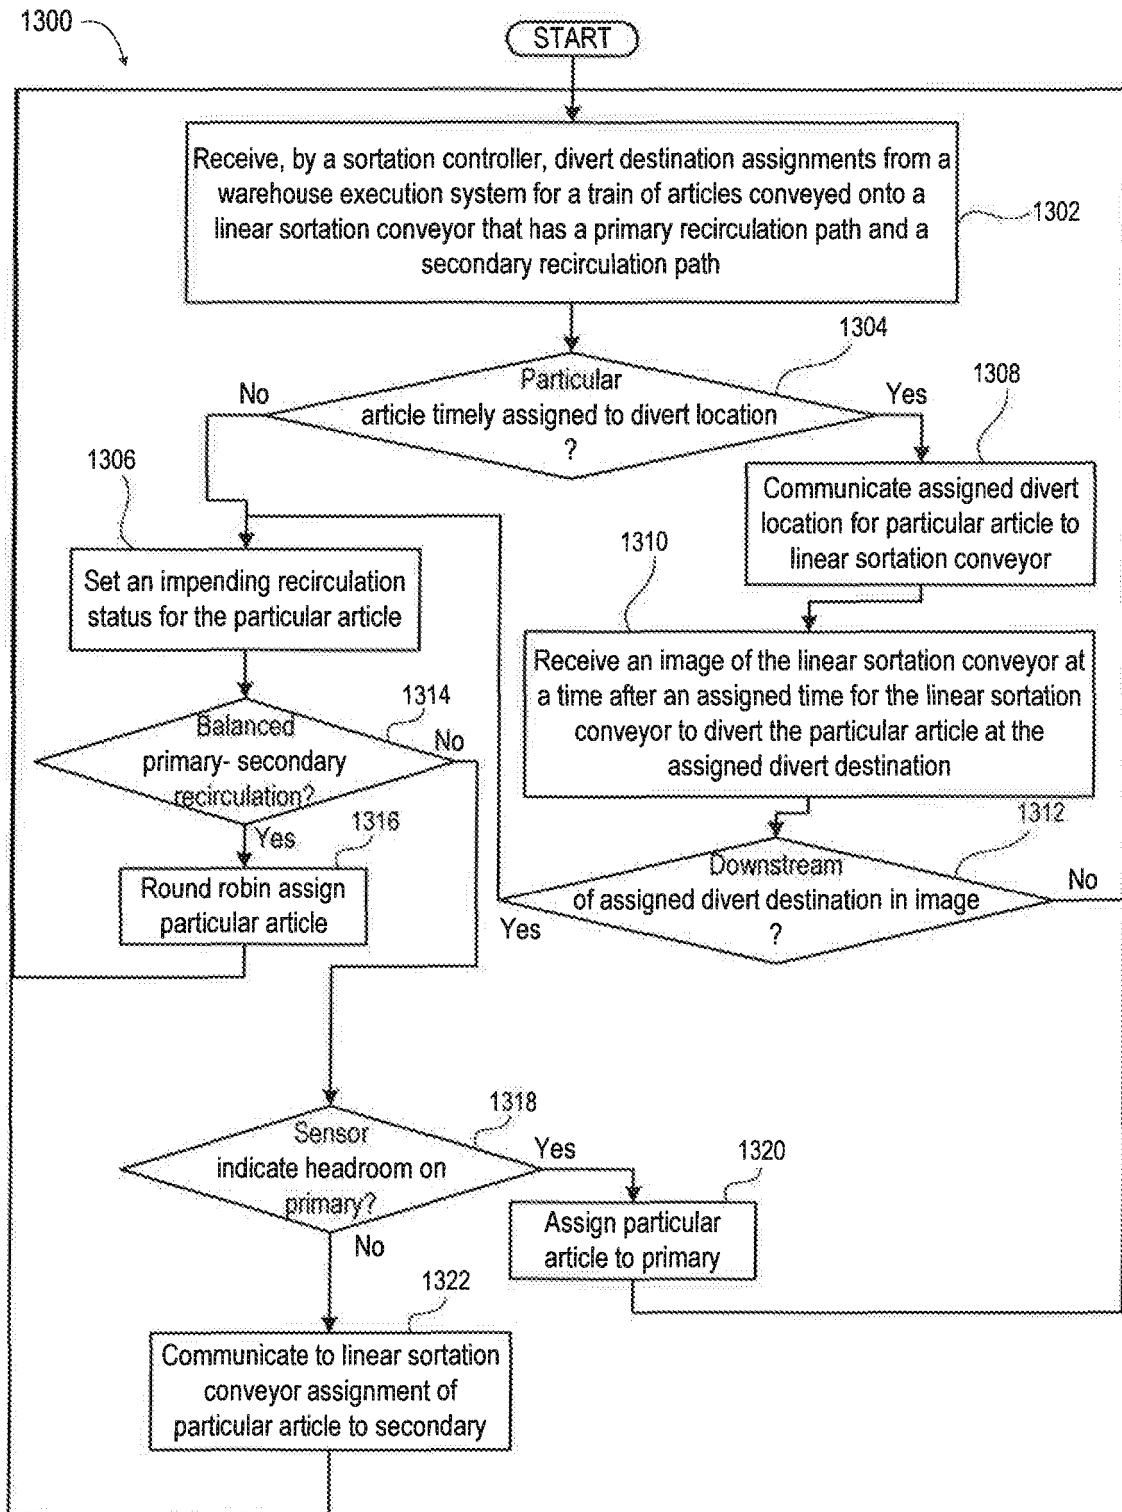 1300
START
Receive, by a sortation controller, divert destination assignments from a
warehouse execution system for a train of articles conveyed onto a
linear sortation conveyor that has a primary recirculation path and a
secondary recirculation path
1302
1304
Particular
article timely assigned to divert location
?
No
Yes
1308
Communicate assigned divert
location for particular article to
linear sortation conveyor
1306
Set an impending recirculation
status for the particular article
1310
Receive an image of the linear sortation conveyor at
a time after an assigned time for the linear sortation
conveyor to divert the particular article at the
assigned divert destination
1314
Balanced
primary- secondary
recirculation?
No
Yes
1316
Round robin assign
particular article
1312
Downstream
of assigned divert destination in image
?
Yes
No
1318
Sensor
indicate headroom on
primary?
Yes
No
1320
Assign particular
article to primary
1322
Communicate to linear sortation
conveyor assignment of
particular article to secondary